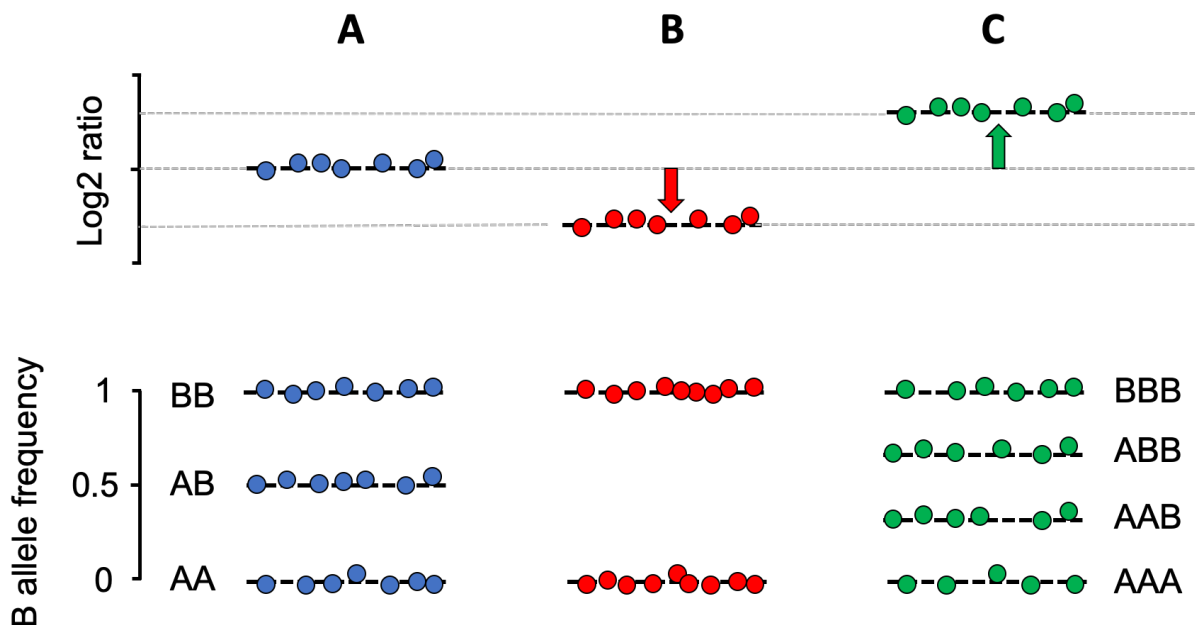 A B C
Log2 ratio
B allele frequency
1 BB BBB
ABB
0.5 AB
AAB
0 AA AAA